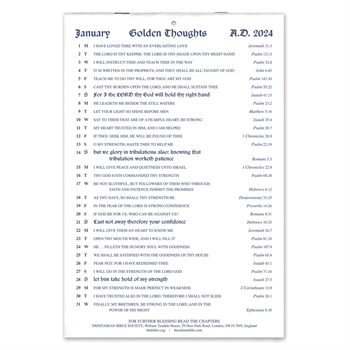 January Golden Thoughts A.D. 2024
1 M I HAVE LOVED THEE WITH AN EVERLASTING LOVE Jeremiah 31.3
2 T THE LORD IS THY KEEPER; THE LORD IS THY SHADE UPON THY RIGHT HAND Psalm 121.5
3 W I WILL INSTRUCT THEE AND TEACH THEE IN THE WAY Psalm 32.8
4 T IT IS WRITTEN IN THE PROPHETS, AND THEY SHALL BE ALL TAUGHT OF GOD John 6.45
5 F TEACH ME TO DO THY WILL; FOR THOU ART MY GOD Psalm 143.10
6 S CAST THY BURDEN UPON THE LORD, AND HE SHALL SUSTAIN THEE Psalm 55.22
7 S for I the LORD thy God will hold thy right hand Isaiah 41.13
8 M HE LEADETH ME BESIDE THE STILL WATERS Psalm 23.2
9 T LET YOUR LIGHT SO SHINE BEFORE MEN Matthew 5.16
10 W SAY TO THEM THAT ARE OF A FEARFUL HEART, BE STRONG Isaiah 35.4
11 T MY HEART TRUSTED IN HIM, AND I AM HELPED Psalm 28.7
12 F IF THOU SEEK HIM, HE WILL BE FOUND OF THEE 1 Chronicles 28.9
13 S O MY STRENGTH, HASTE THEE TO HELP ME Psalm 22.19
14 S but we glory in tribulations also: knowing that
tribulation worketh patience Romans 5.3
15 M I WILL GIVE PEACE AND QUIETNESS UNTO ISRAEL 1 Chronicles 22.9
16 T THY GOD HATH COMMANDED THY STRENGTH Psalm 68.28
17 W BE NOT SLOTHFUL, BUT FOLLOWERS OF THEM WHO THROUGH
FAITH AND PATIENCE INHERIT THE PROMISES Hebrews 6.12
18 T AS THY DAYS, SO SHALL THY STRENGTH BE Deuteronomy 33.25
19 F IN THE FEAR OF THE LORD IS STRONG CONFIDENCE Proverbs 14.26
20 S IF GOD BE FOR US, WHO CAN BE AGAINST US? Romans 8.31
21 S Cast not away therefore your confidence Hebrews 10.35
22 M I WILL GIVE THEM AN HEART TO KNOW ME Jeremiah 24.7
23 T OPEN THY MOUTH WIDE, AND I WILL FILL IT Psalm 81.10
24 W HE … FILLETH THE HUNGRY SOUL WITH GOODNESS Psalm 107.9
25 T WE SHALL BE SATISFIED WITH THE GOODNESS OF THY HOUSE Psalm 65.4
26 F FEAR NOT: FOR I HAVE REDEEMED THEE Isaiah 43.1
27 S I WILL GO IN THE STRENGTH OF THE LORD GOD Psalm 71.16
28 S let him take hold of my strength Isaiah 27.5
29 M FOR MY STRENGTH IS MADE PERFECT IN WEAKNESS 2 Corinthians 12.9
30 T I HAVE TRUSTED ALSO IN THE LORD; THEREFORE I SHALL NOT SLIDE Psalm 26.1
31 W FINALLY, MY BRETHREN, BE STRONG IN THE LORD, AND IN THE
POWER OF HIS MIGHT Ephesians 6.10
FOR FURTHER BLESSING READ THE CHAPTERS
TRINITARIAN BIBLE SOCIETY, William Tyndale House, 29 Deer Park Road, London, SW19 3NN, England